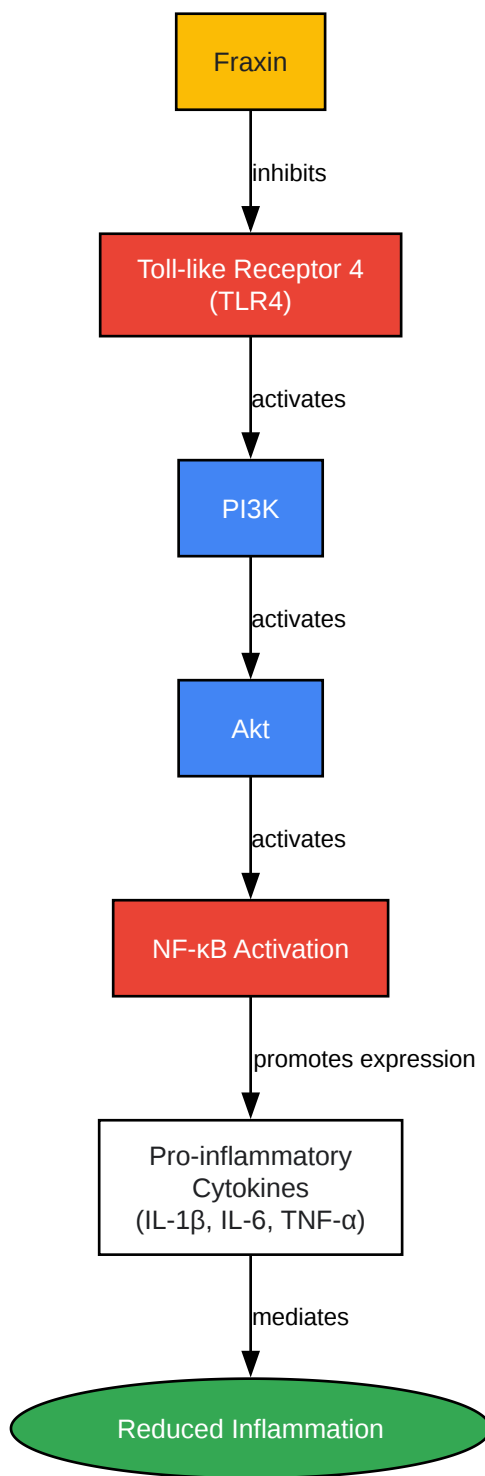 Fraxin
inhibits
Toll-like Receptor 4
(TLR4)
activates
PI3K
activates
Akt
activates
NF-κB Activation
promotes expression
Pro-inflammatory
Cytokines
(IL-1β, IL-6, TNF-α)
mediates
Reduced Inflammation